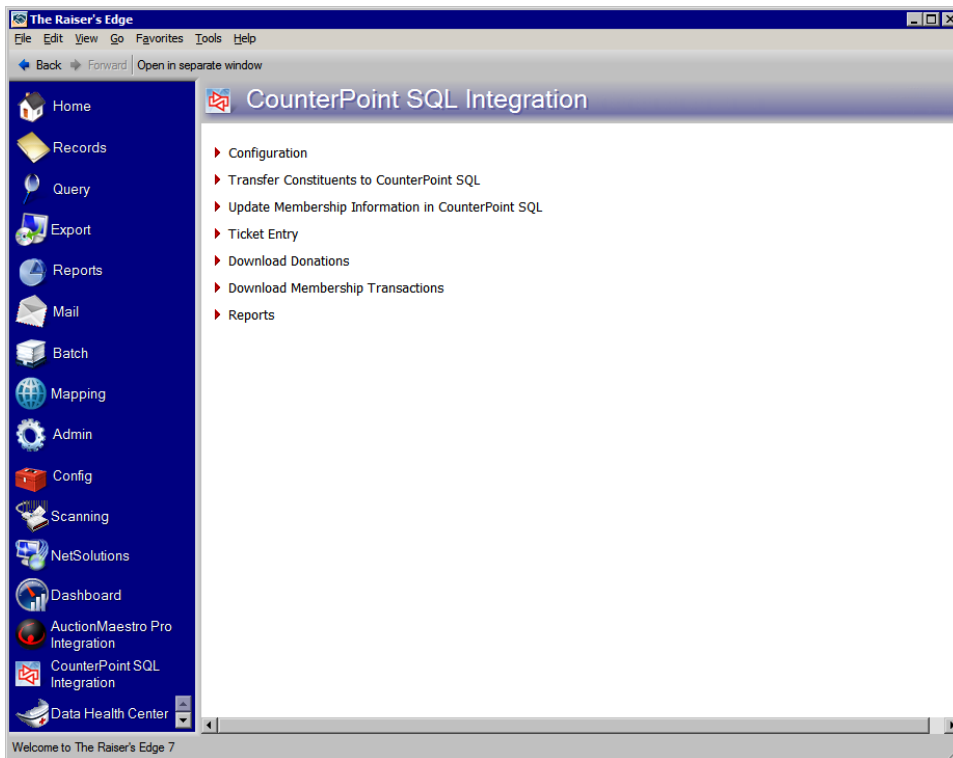 The Raiser's Edge
File Edit View Go Favorites Tools Help
Back Forward Open in separate window
Home
Records
Query
Export
Reports
Mail
Batch
Mapping
Admin
Config
Scanning
NetSolutions
Dashboard
AuctionMaestro Pro
Integration
CounterPoint SQL
Integration
Data Health Center
CounterPoint SQL Integration
Configuration
Transfer Constituents to CounterPoint SQL
Update Membership Information in CounterPoint SQL
Ticket Entry
Download Donations
Download Membership Transactions
Reports
Welcome to The Raiser's Edge 7